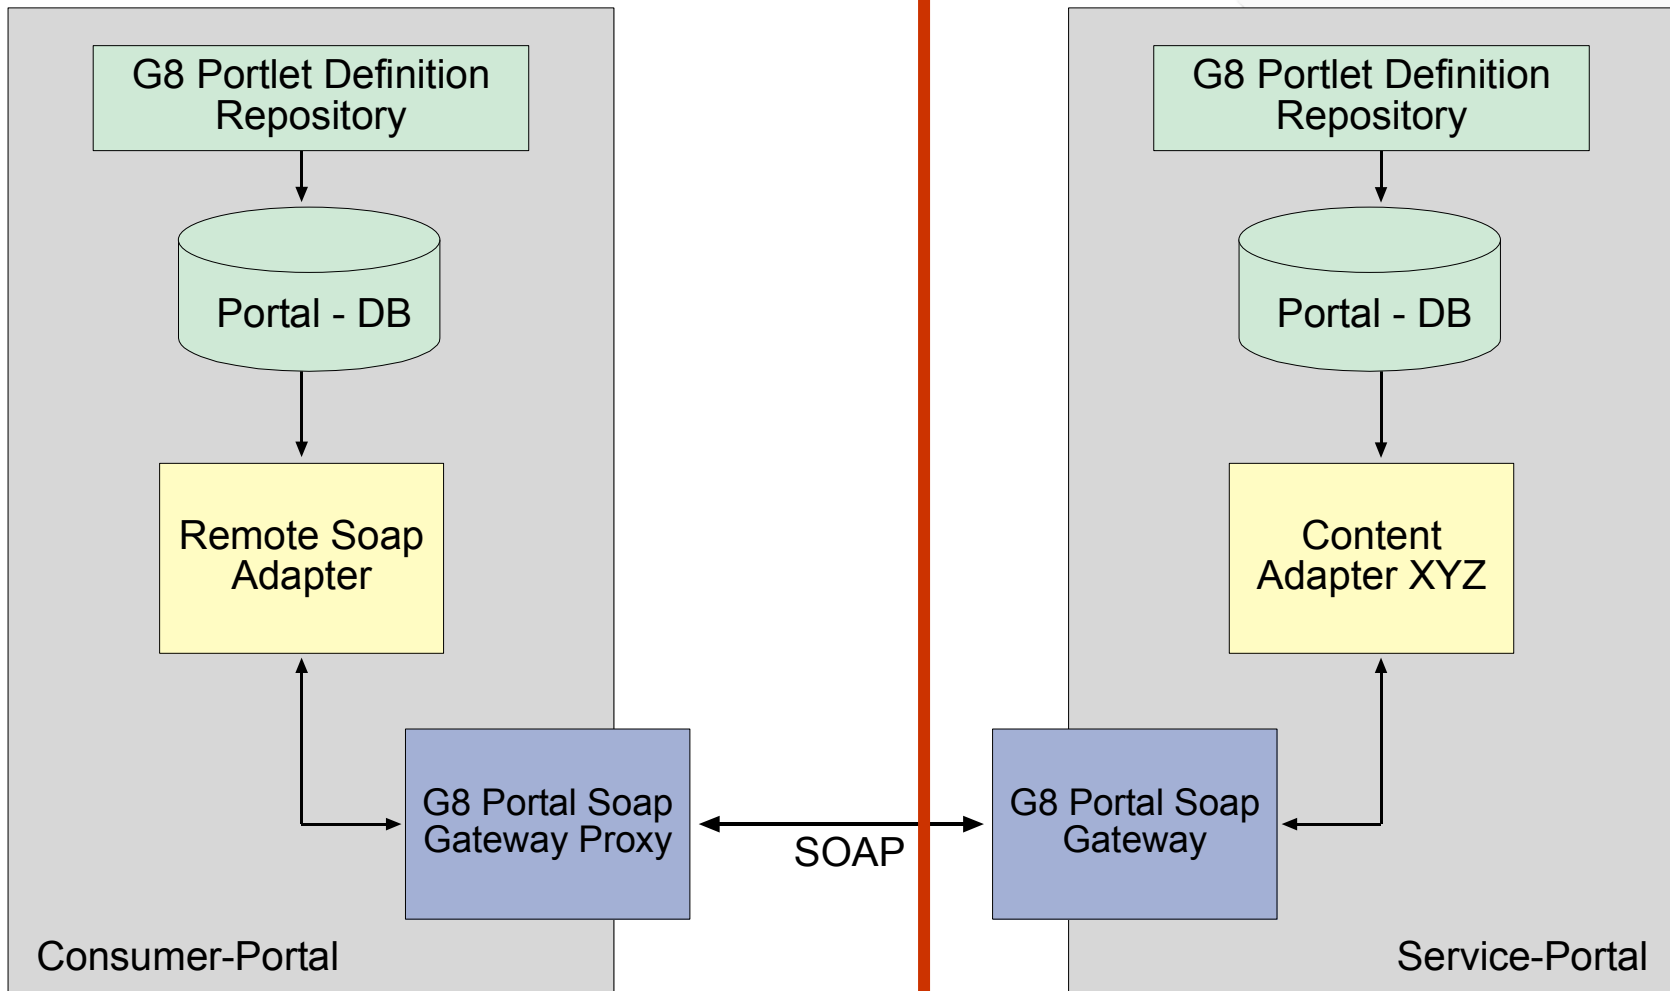 G8 Portlet Definition
Repository
Portal - DB
Remote Soap
Adapter
G8 Portal Soap
Gateway Proxy
Consumer-Portal
SOAP
G8 Portlet Definition
Repository
Portal - DB
Content
Adapter XYZ
G8 Portal Soap
Gateway
Service-Portal